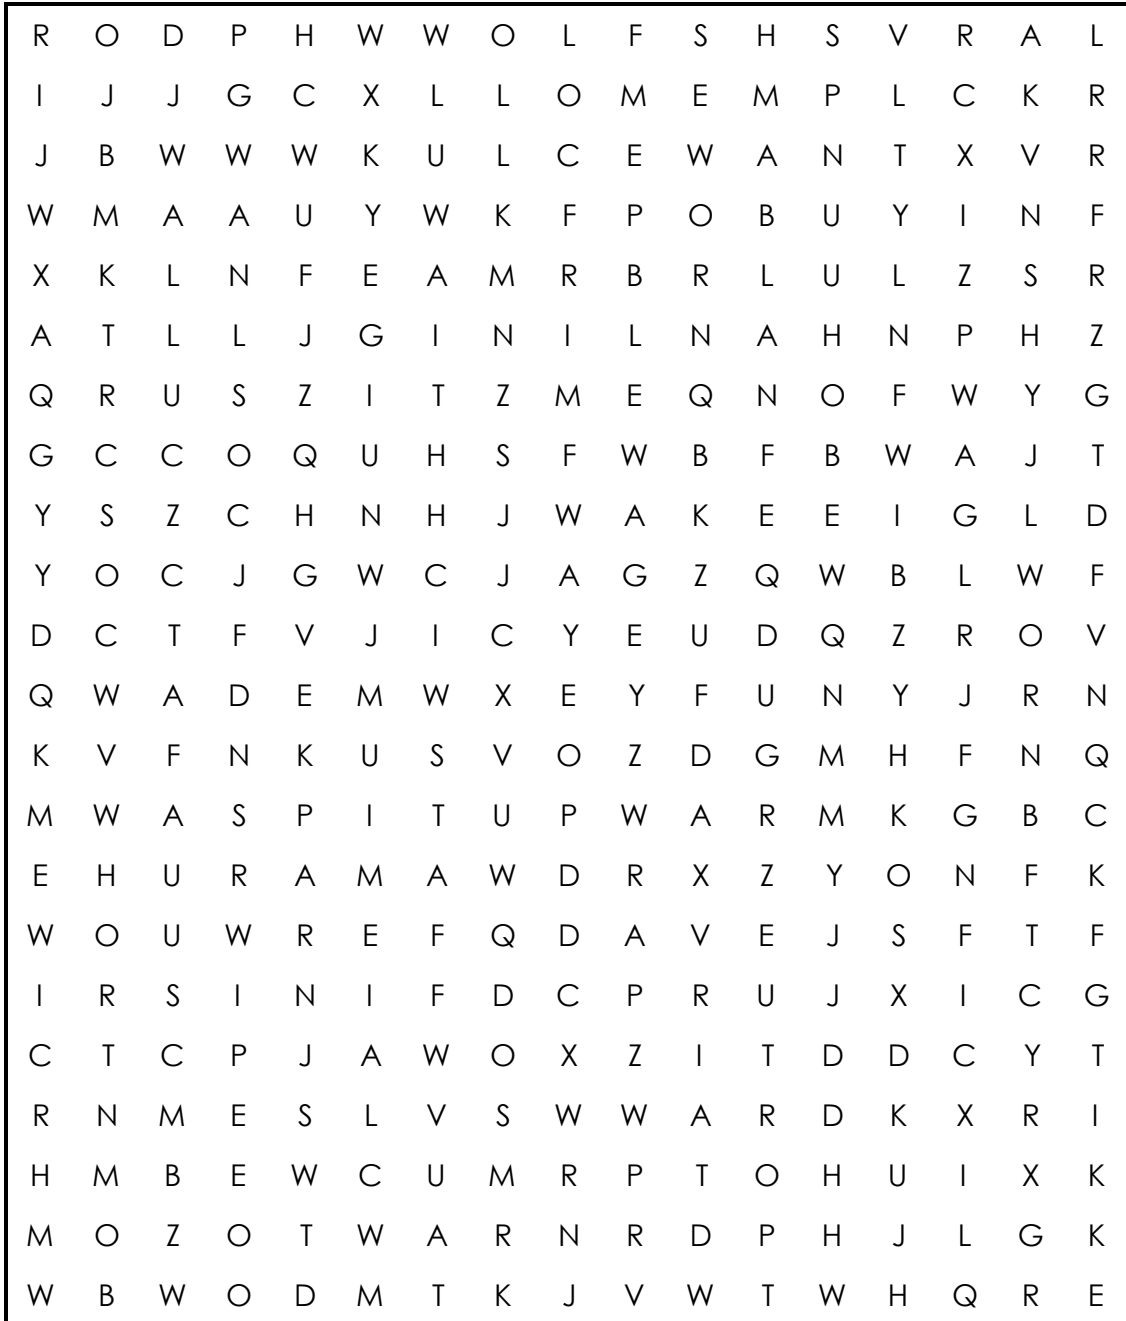 R O D P H W W O L F S H S V R A L
I J J G C X L L O M E M P L C K R
J B W W W K U L C E W A N T X V R
W M A A U Y W K F P O B U Y I N F
X K L N F E A M R B R L U L Z S R
A T L L J G I N I L N A H N P H Z
Q R U S Z I T Z M E Q N O F W Y G
G C C O Q U H S F W B F B W A J T
Y S Z C H N H J W A K E E I G L D
Y O C J G W C J A G Z Q W B L W F
D C T F V J I C Y E U D Q Z R O V
Q W A D E M W X E Y F U N Y J R N
K V F N K U S V O Z D G M H F N Q
M W A S P I T U P W A R M K G B C
E H U R A M A W D R X Z Y O N F K
W O U W R E F Q D A V E J S F T F
I R S I N I F D C P R U J X I C G
C T C P J A W O X Z I T D D C Y T
R N M E S L V S W W A R D K X R I
H M B E W C U M R P T O H U I X K
M O Z O T W A R N R D P H J L G K
W B W O D M T K J V W T W H Q R E